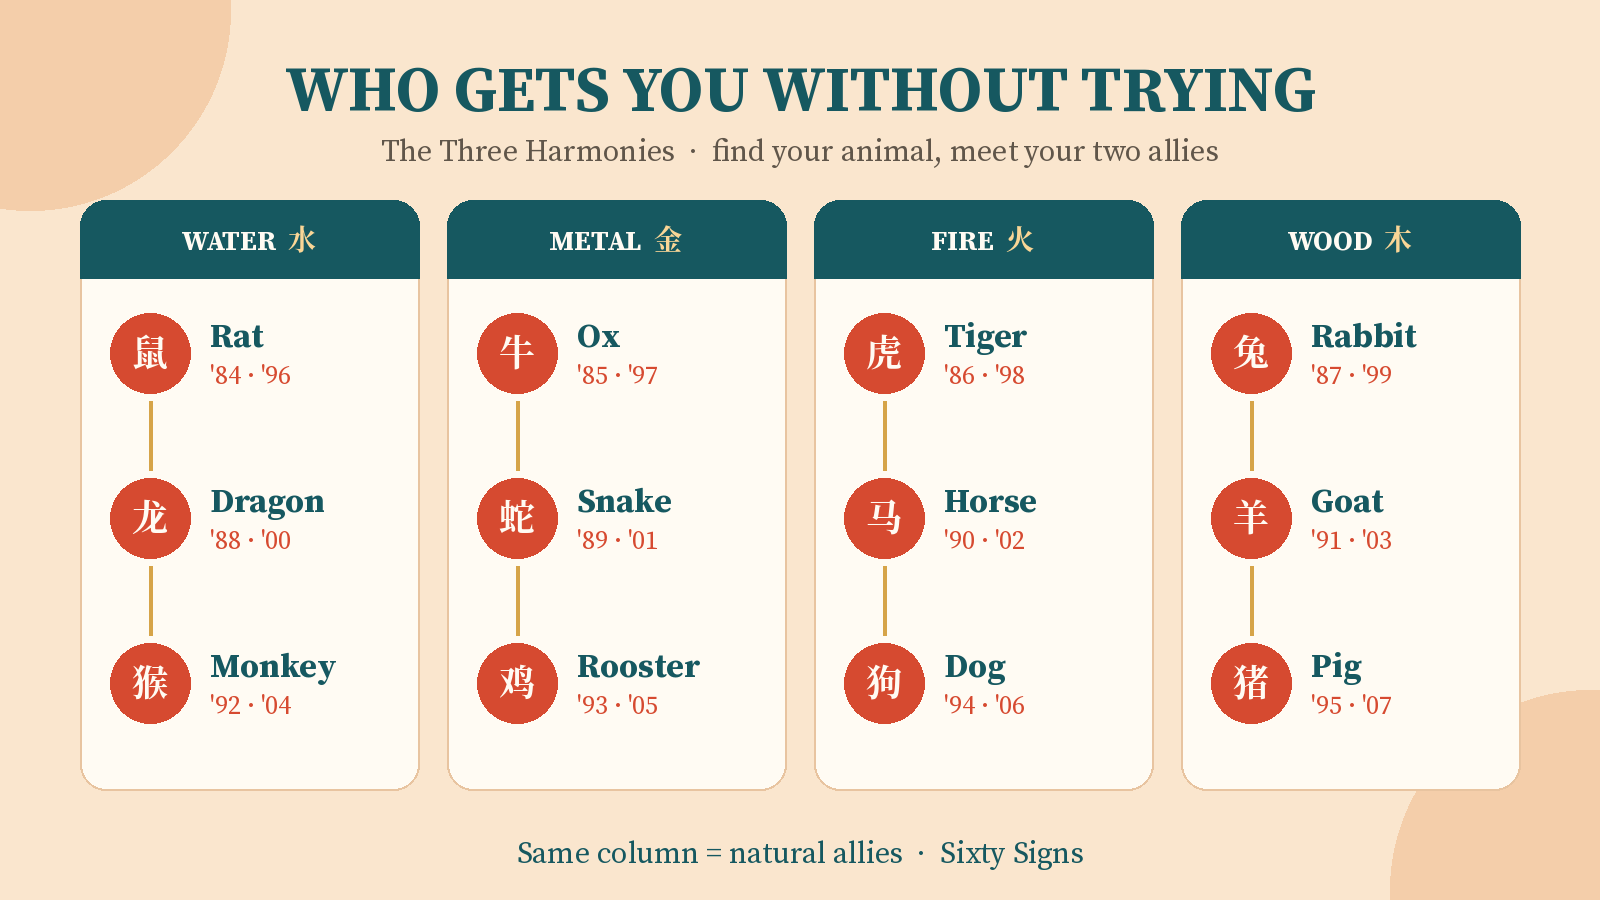 WHO GETS YOU WITHOUT TRYING
The Three Harmonies · find your animal, meet your two allies
WATER 水
鼠
Rat
'84 · '96
龙
Dragon
'88 · '00
猴
Monkey
'92 · '04
METAL 金
牛
Ox
'85 · '97
蛇
Snake
'89 · '01
鸡
Rooster
'93 · '05
FIRE 火
虎
Tiger
'86 · '98
马
Horse
'90 · '02
狗
Dog
'94 · '06
WOOD 木
兔
Rabbit
'87 · '99
羊
Goat
'91 · '03
猪
Pig
'95 · '07
Same column = natural allies · Sixty Signs